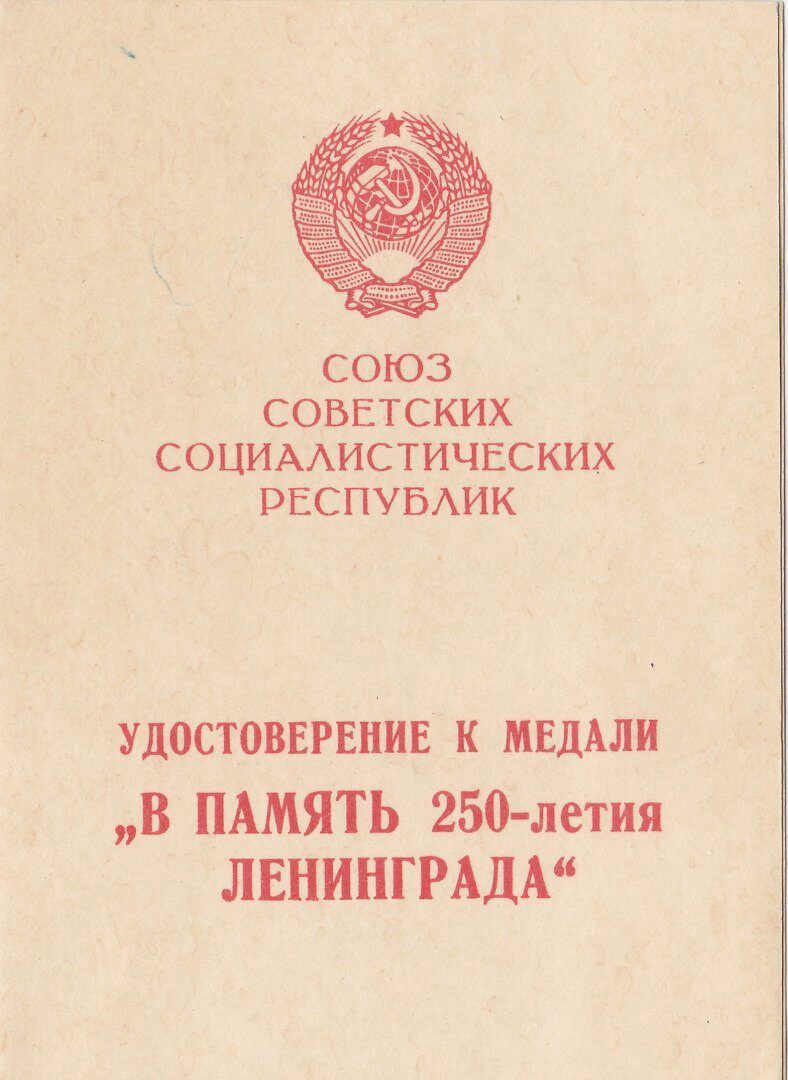 СОЮЗ
СОВЕТСКИХ
СОЦИАЛИСТИЧЕСКИХ
РЕСПУБЛИК
УДОСТОВЕРЕНИЕ К МЕДАЛИ
„В ПАМЯТЬ 250-летия
ЛЕНИНГРАДА“